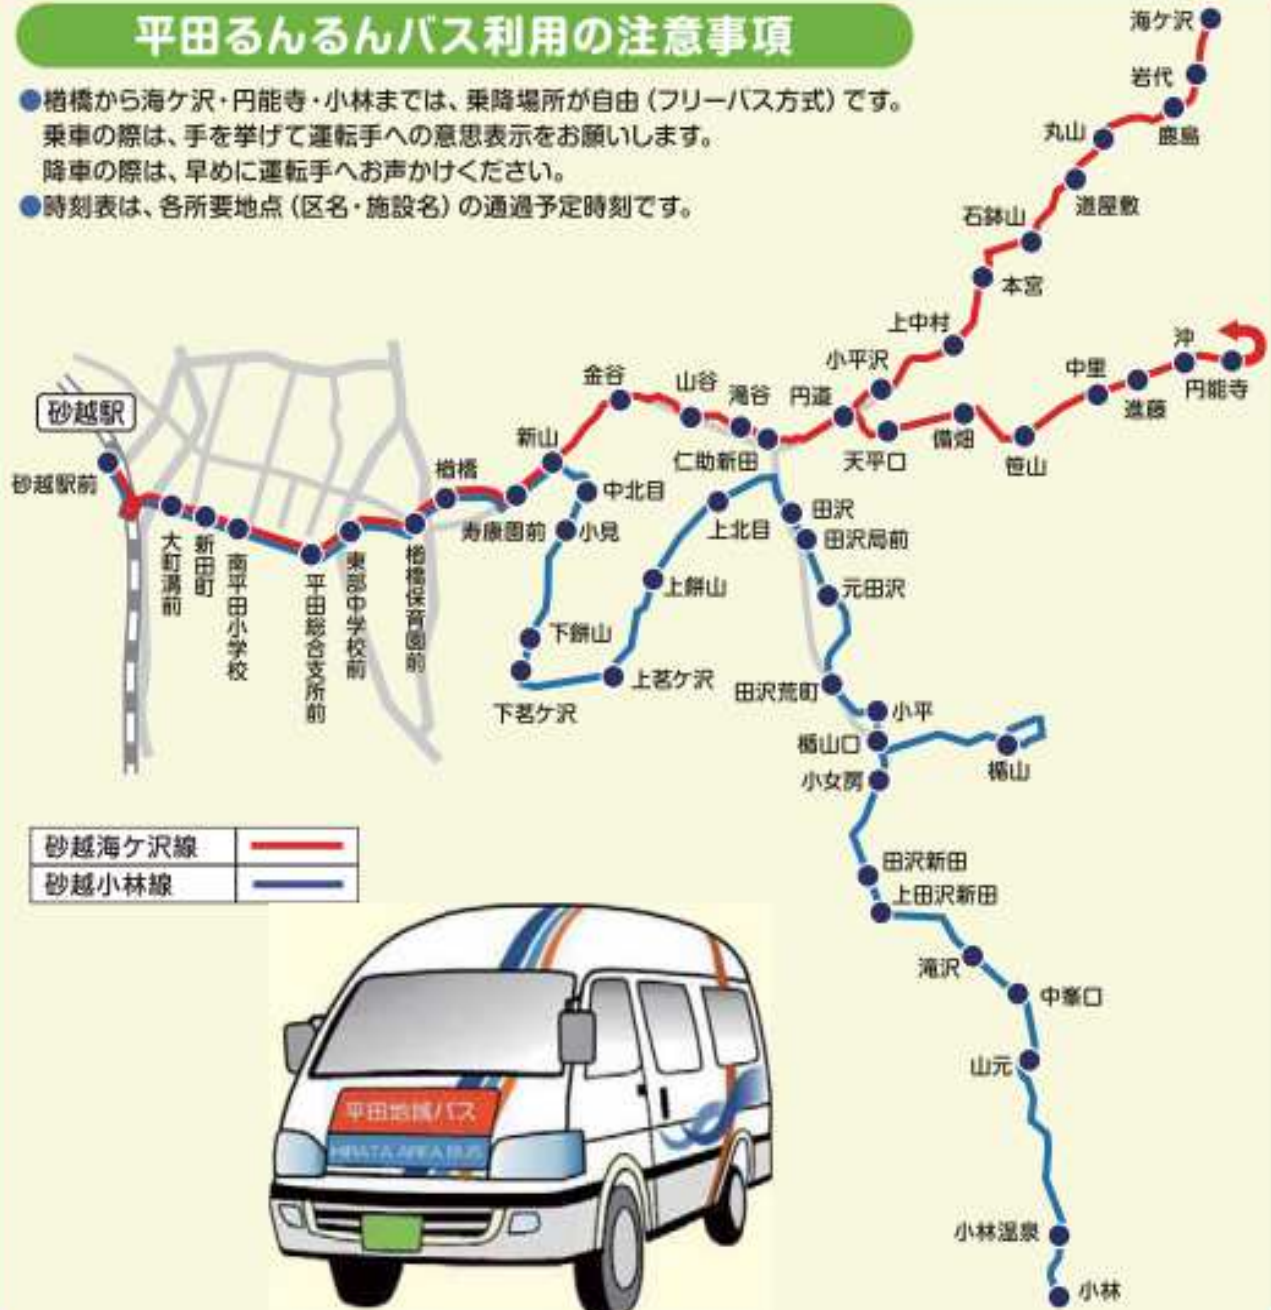 平田るんるんバス利用の注意事項
●楢橋から海ケ沢・円能寺・小林までは、乗降場所が自由（フリーバス方式）です。
乗車の際は、手を挙げて運転手への意思表示をお願いします。
降車の際は、早めに運転手へお声かけください。
●時刻表は、各所要地点（区名・施設名）の通過予定時刻です。
海ケ沢
岩代
鹿島
丸山
道屋敷
石鉢山
本宮
上中村
小平沢
円道
沖
円能寺
中里
進藤
備畑
笹山
天平口
金谷
山谷
滝谷
仁助新田
新山
砂越駅
砂越駅前
大町溝前
新田町
南平田小学校
平田総合支所前
東部中学校前
楢橋保育園前
楢橋
寿康園前
中北目
小見
下餅山
下茗ケ沢
上茗ケ沢
上餅山
上北目
田沢
田沢局前
元田沢
田沢荒町
小平
楯山口
楯山
小女房
田沢新田
上田沢新田
滝沢
中峯口
山元
小林温泉
小林
砂越海ケ沢線
砂越小林線
平田地域バス
HIRATA AREA BUS